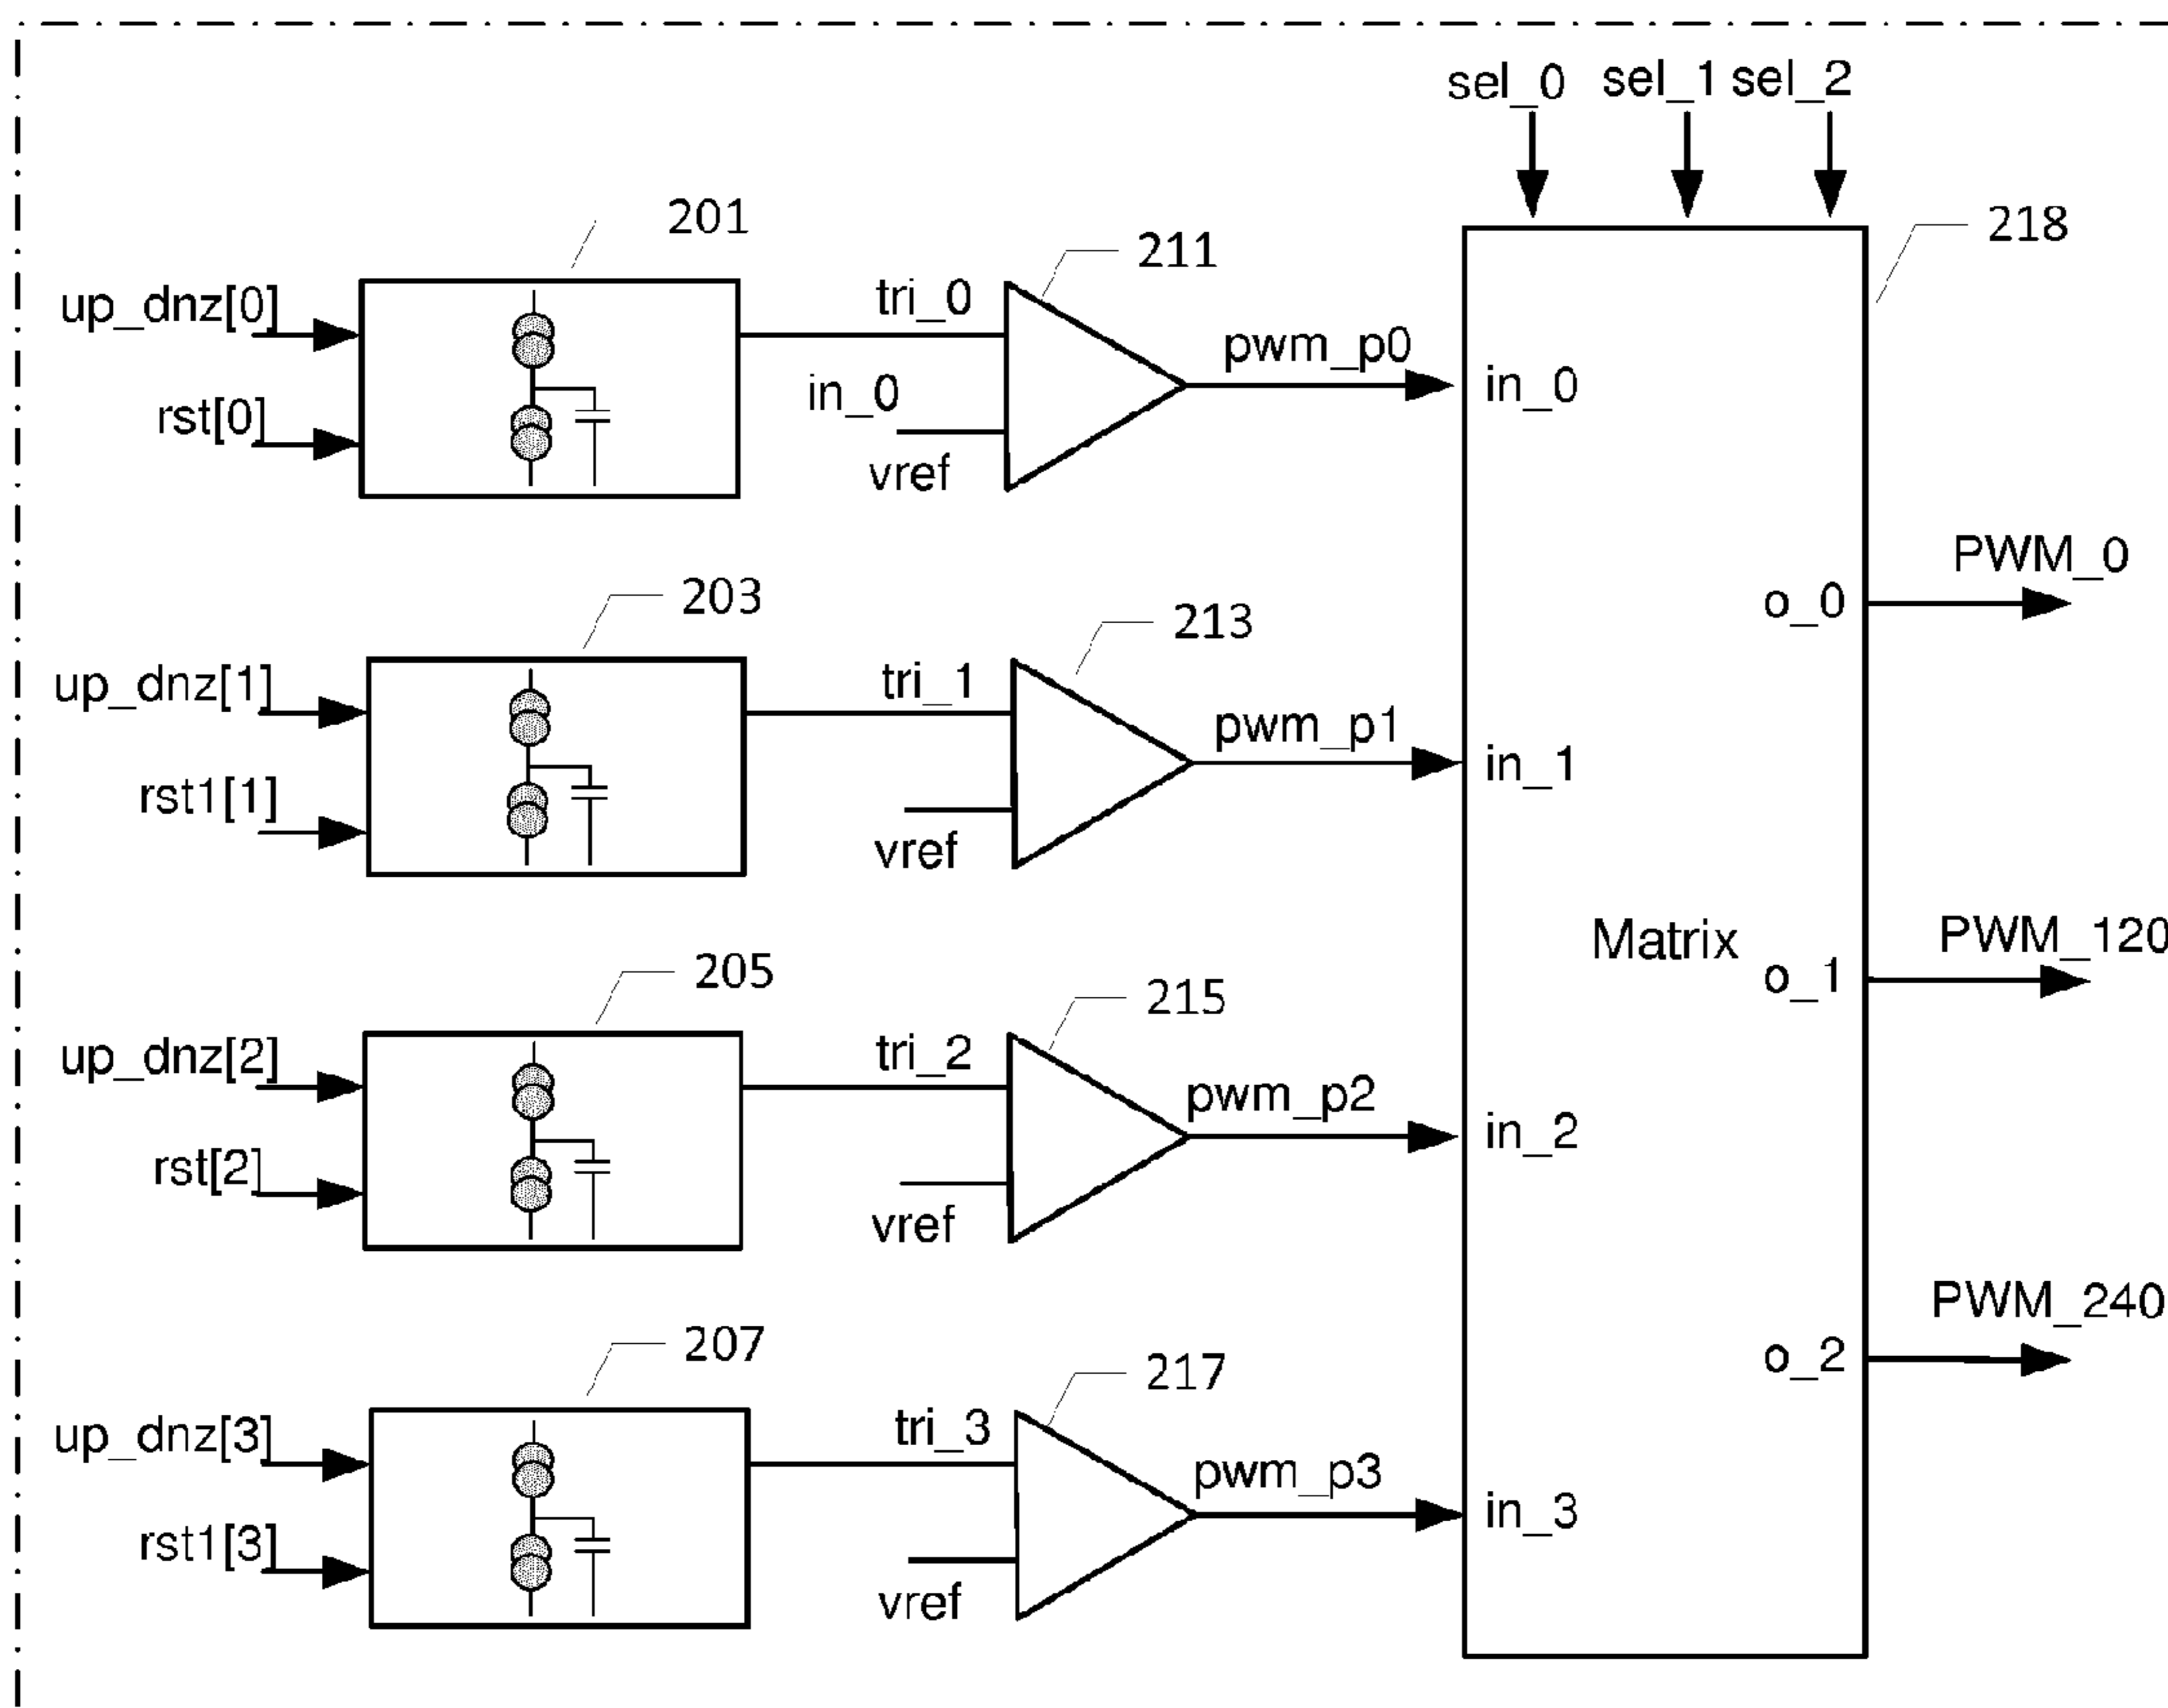 sel_0 sel_1 sel_2
201
211
218
up_dnz[0]
tri_0
pwm_p0
in_0
in_0
rst[0]
vref
PWM_0
203
213
o_0
up_dnz[1]
tri_1
pwm_p1
in_1
rst1[1]
vref
Matrix
PWM_120
205
215
o_1
up_dnz[2]
tri_2
pwm_p2
in_2
rst[2]
vref
PWM_240
207
217
o_2
up_dnz[3]
tri_3
pwm_p3
in_3
rst1[3]
vref